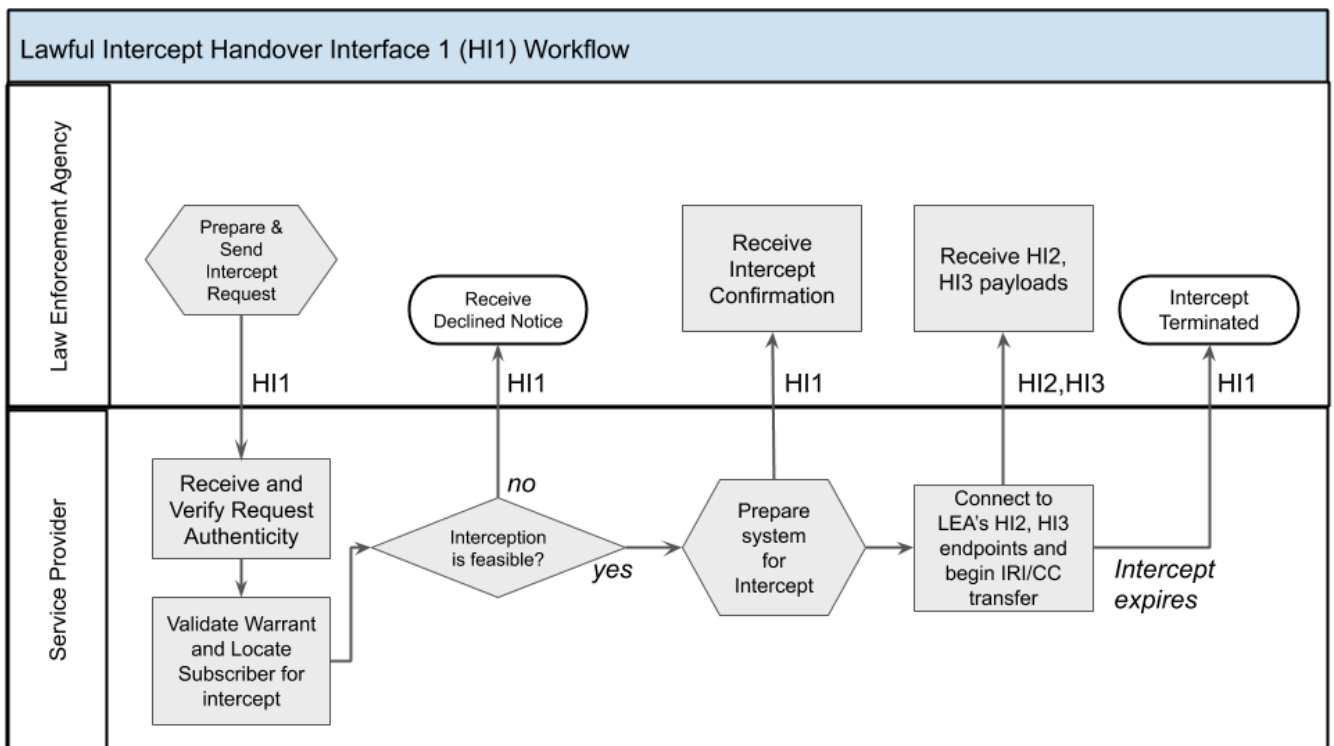 Lawful Intercept Handover Interface 1 (HI1) Workflow
Law Enforcement Agency
Prepare &
Send
Intercept
Request
HI1
Receive
Declined Notice
HI1
Receive
Intercept
Confirmation
HI1
Receive HI2,
HI3 payloads
HI2,HI3
Intercept
Terminated
HI1
Service Provider
Receive and
Verify Request
Authenticity
Validate Warrant
and Locate
Subscriber for
intercept
Interception
is feasible?
no
yes
Prepare
system
for
Intercept
Connect to
LEA's HI2, HI3
endpoints and
begin IRI/CC
transfer
Intercept
expires